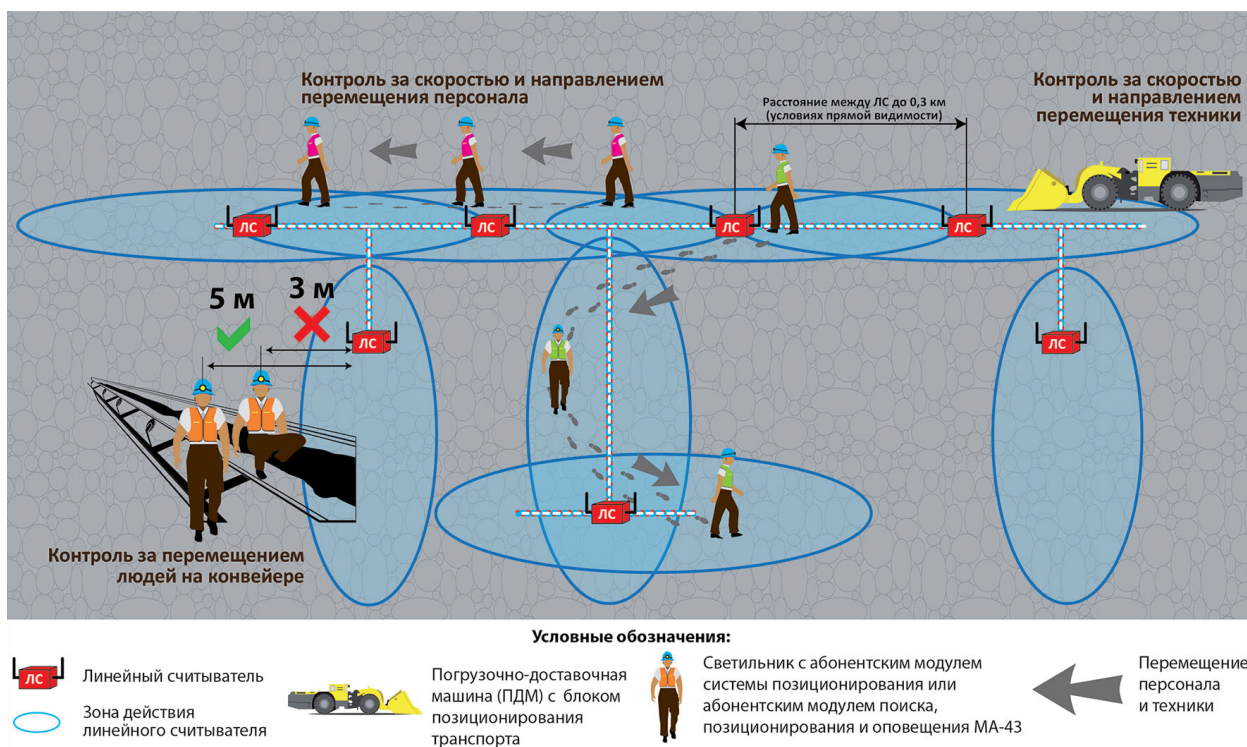 Контроль за скоростью и направлением
перемещения персонала
Расстояние между ЛС до 0,3 км
(условиях прямой видимости)
Контроль за скоростью
и направлением
перемещения техники
ЛС
ЛС
ЛС
ЛС
5 м
3 м
ЛС
ЛС
ЛС
Контроль за перемещением
людей на конвейере
Условные обозначения:
ЛС
Линейный считыватель
Зона действия
линейного считывателя
Погрузочно-доставочная
машина (ПДМ) с блоком
позиционирования
транспорта
Светильник с абонентским модулем
системы позиционирования или
абонентским модулем поиска,
позиционирования и оповещения МА-43
Перемещение
персонала
и техники